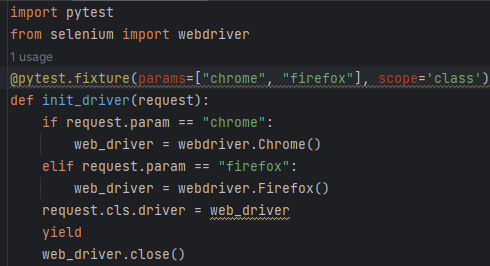 import pytest
from selenium import webdriver
1 usage
@pytest.fixture(params=["chrome", "firefox"], scope='class')
def init_driver(request):
    if request.param == "chrome":
        web_driver = webdriver.Chrome()
    elif request.param == "firefox":
        web_driver = webdriver.Firefox()
    request.cls.driver = web_driver
    yield
    web_driver.close()